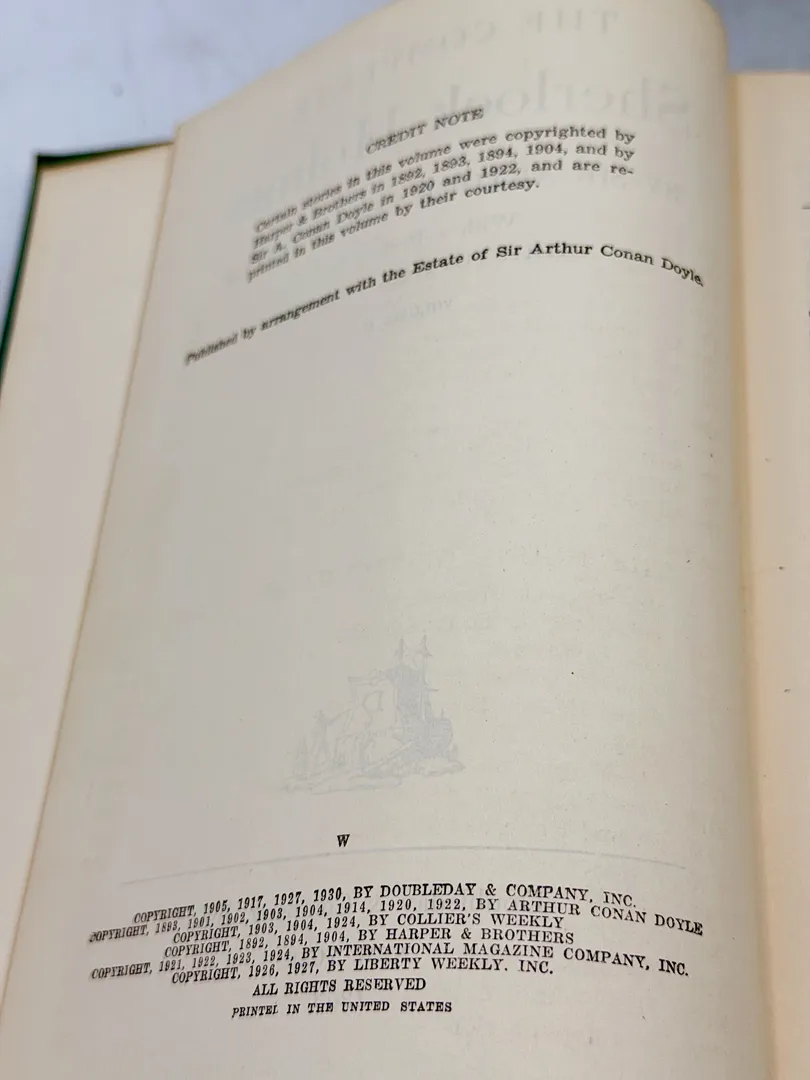 CREDIT NOTE
Certain stories in this volume were copyrighted by
Harper & Brothers in 1892, 1893, 1894, 1904, and by
Sir A. Conan Doyle in 1920 and 1922, and are re-
printed in this volume by their courtesy.
Published by arrangement with the Estate of Sir Arthur Conan Doyle
W
COPYRIGHT, 1905, 1917, 1927, 1930, BY DOUBLEDAY & COMPANY, INC.
COPYRIGHT, 1893, 1901, 1902, 1903, 1904, 1914, 1920, 1922, BY ARTHUR CONAN DOYLE
COPYRIGHT, 1903, 1904, 1924, BY COLLIER'S WEEKLY
COPYRIGHT, 1892, 1894, 1904, BY HARPER & BROTHERS
COPYRIGHT, 1921, 1922, 1923, 1924, BY INTERNATIONAL MAGAZINE COMPANY, INC.
COPYRIGHT, 1926, 1927, BY LIBERTY WEEKLY. INC.
ALL RIGHTS RESERVED
PRINTED IN THE UNITED STATES